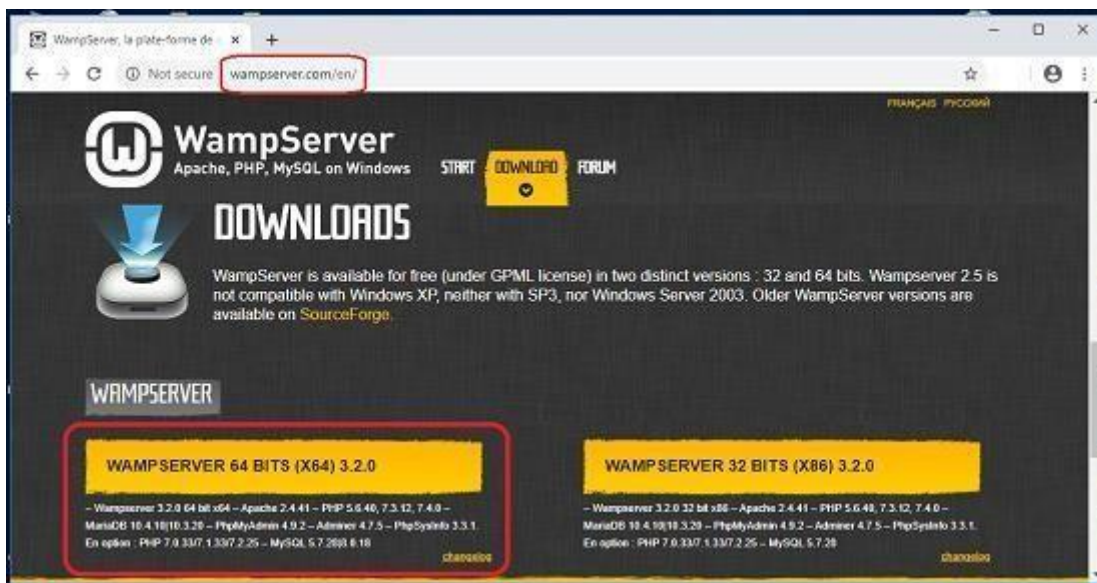 WampServer, la plate-forme de
Not secure wampserver.com/en/
FRANÇAIS РУССКИЙ
WampServer
Apache, PHP, MySQL on Windows
START DOWNLOAD FORUM
DOWNLOADS
WampServer is available for free (under GPML license) in two distinct versions : 32 and 64 bits. Wampserver 2.5 is
not compatible with Windows XP, neither with SP3, nor Windows Server 2003. Older WampServer versions are
available on SourceForge.
WAMPSERVER
WAMPSERVER 64 BITS (X64) 3.2.0
– Wampserver 3.2.0 64 bit x64 – Apache 2.4.41 – PHP 5.6.40, 7.3.12, 7.4.0 –
MariaDB 10.4.10|10.3.20 – PhpMyAdmin 4.9.2 – Adminer 4.7.5 – PhpSysInfo 3.3.1.
En option : PHP 7.0.33/7.1.33/7.2.25 – MySQL 5.7.28|8.0.18
changelog
WAMPSERVER 32 BITS (X86) 3.2.0
– Wampserver 3.2.0 32 bit x86 – Apache 2.4.41 – PHP 5.6.40, 7.3.12, 7.4.0 –
MariaDB 10.4.10|10.3.20 – PhpMyAdmin 4.9.2 – Adminer 4.7.5 – PhpSysInfo 3.3.1.
En option : PHP 7.0.33/7.1.33/7.2.25 – MySQL 5.7.28
changelog